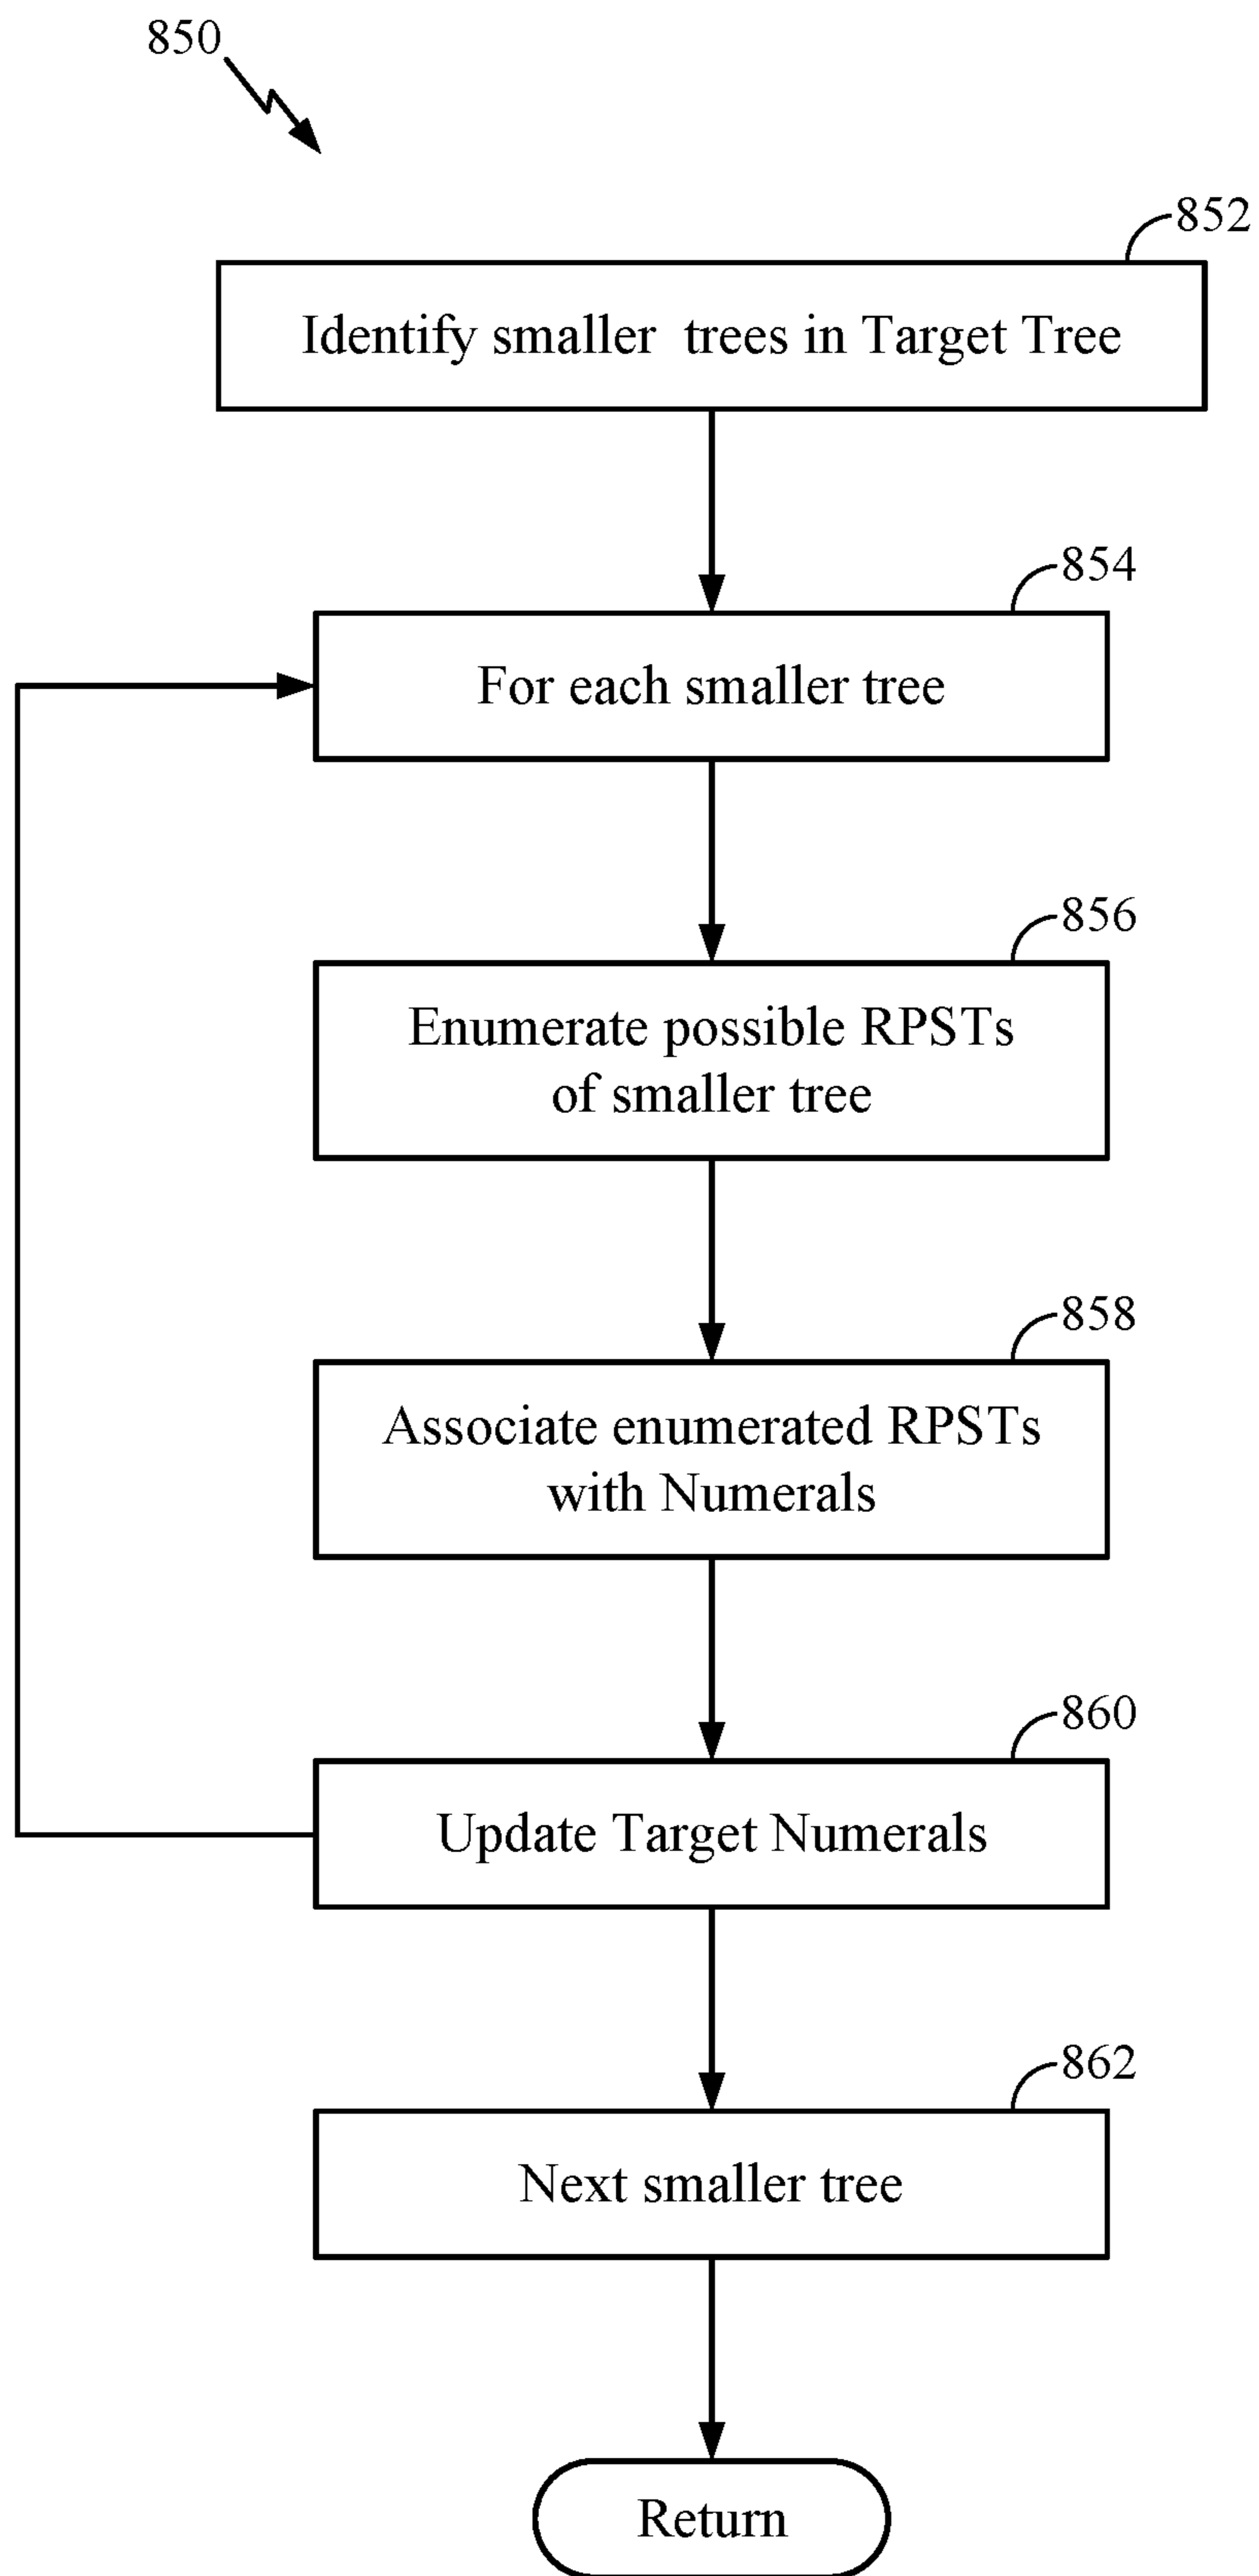 850
852
Identify smaller trees in Target Tree
854
For each smaller tree
856
Enumerate possible RPSTs
of smaller tree
858
Associate enumerated RPSTs
with Numerals
860
Update Target Numerals
862
Next smaller tree
Return